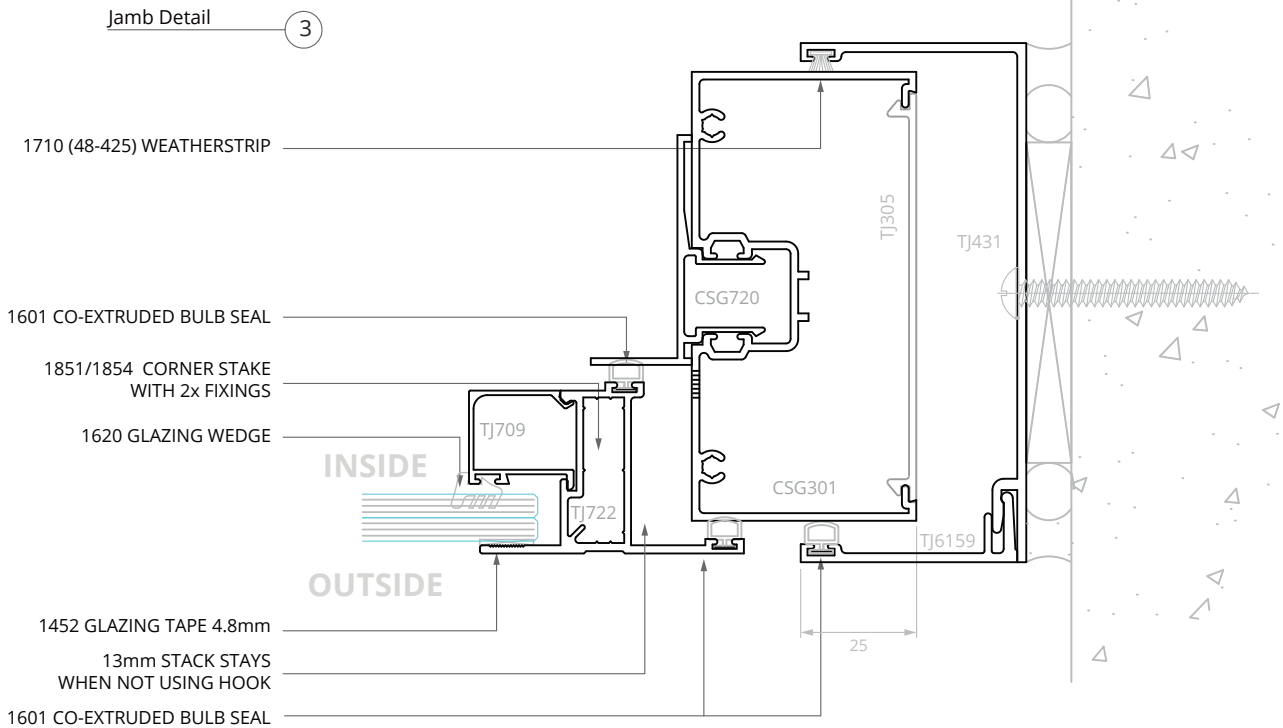 Jamb Detail
3
1710 (48-425) WEATHERSTRIP
TJ305
TJ431
CSG720
1601 CO-EXTRUDED BULB SEAL
1851/1854 CORNER STAKE
WITH 2x FIXINGS
1620 GLAZING WEDGE
TJ709
INSIDE
CSG301
TJ722
TJ6159
OUTSIDE
1452 GLAZING TAPE 4.8mm
25
13mm STACK STAYS
WHEN NOT USING HOOK
1601 CO-EXTRUDED BULB SEAL